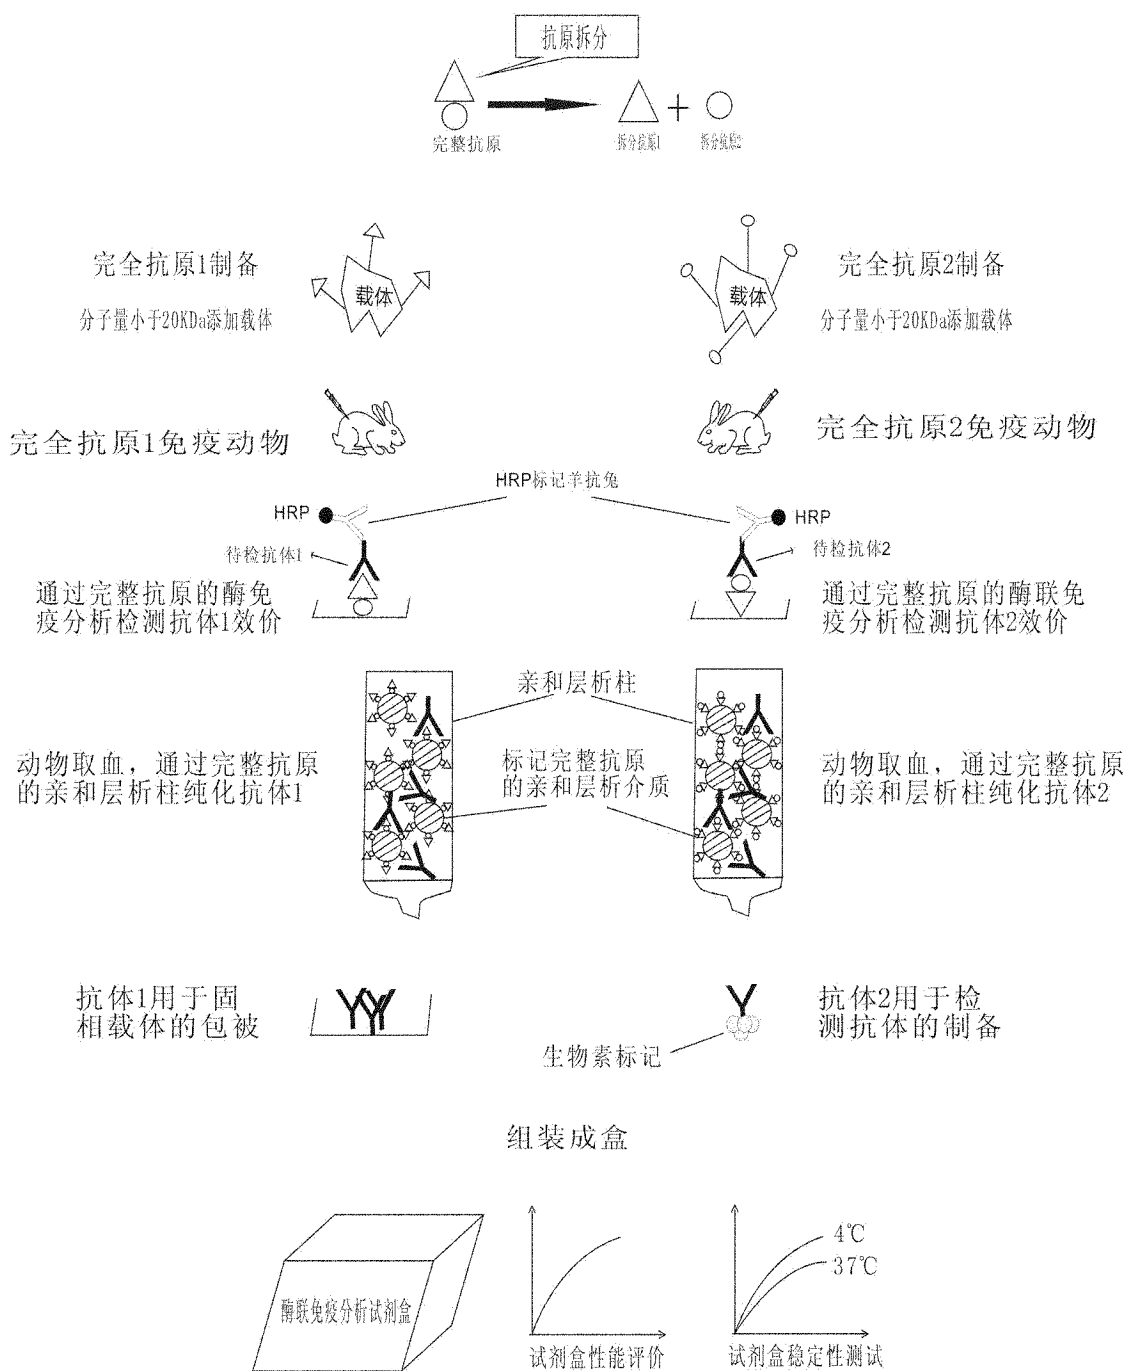 抗原拆分
完整抗原
拆分抗原1
拆分抗原2
完全抗原1制备
分子量小于20KDa添加载体
载体
载体
完全抗原2制备
分子量小于20KDa添加载体
完全抗原1免疫动物
完全抗原2免疫动物
HRP标记羊抗兔
HRP
HRP
待检抗体1
待检抗体2
通过完整抗原的酶免
疫分析检测抗体1效价
通过完整抗原的酶联免
疫分析检测抗体2效价
亲和层析柱
动物取血，通过完整抗原
的亲和层析柱纯化抗体1
标记完整抗原
的亲和层析介质
动物取血，通过完整抗原
的亲和层析柱纯化抗体2
抗体1用于固
相载体的包被
抗体2用于检
测抗体的制备
生物素标记
组装成盒
酶联免疫分析试剂盒
试剂盒性能评价
4℃
37℃
试剂盒稳定性测试